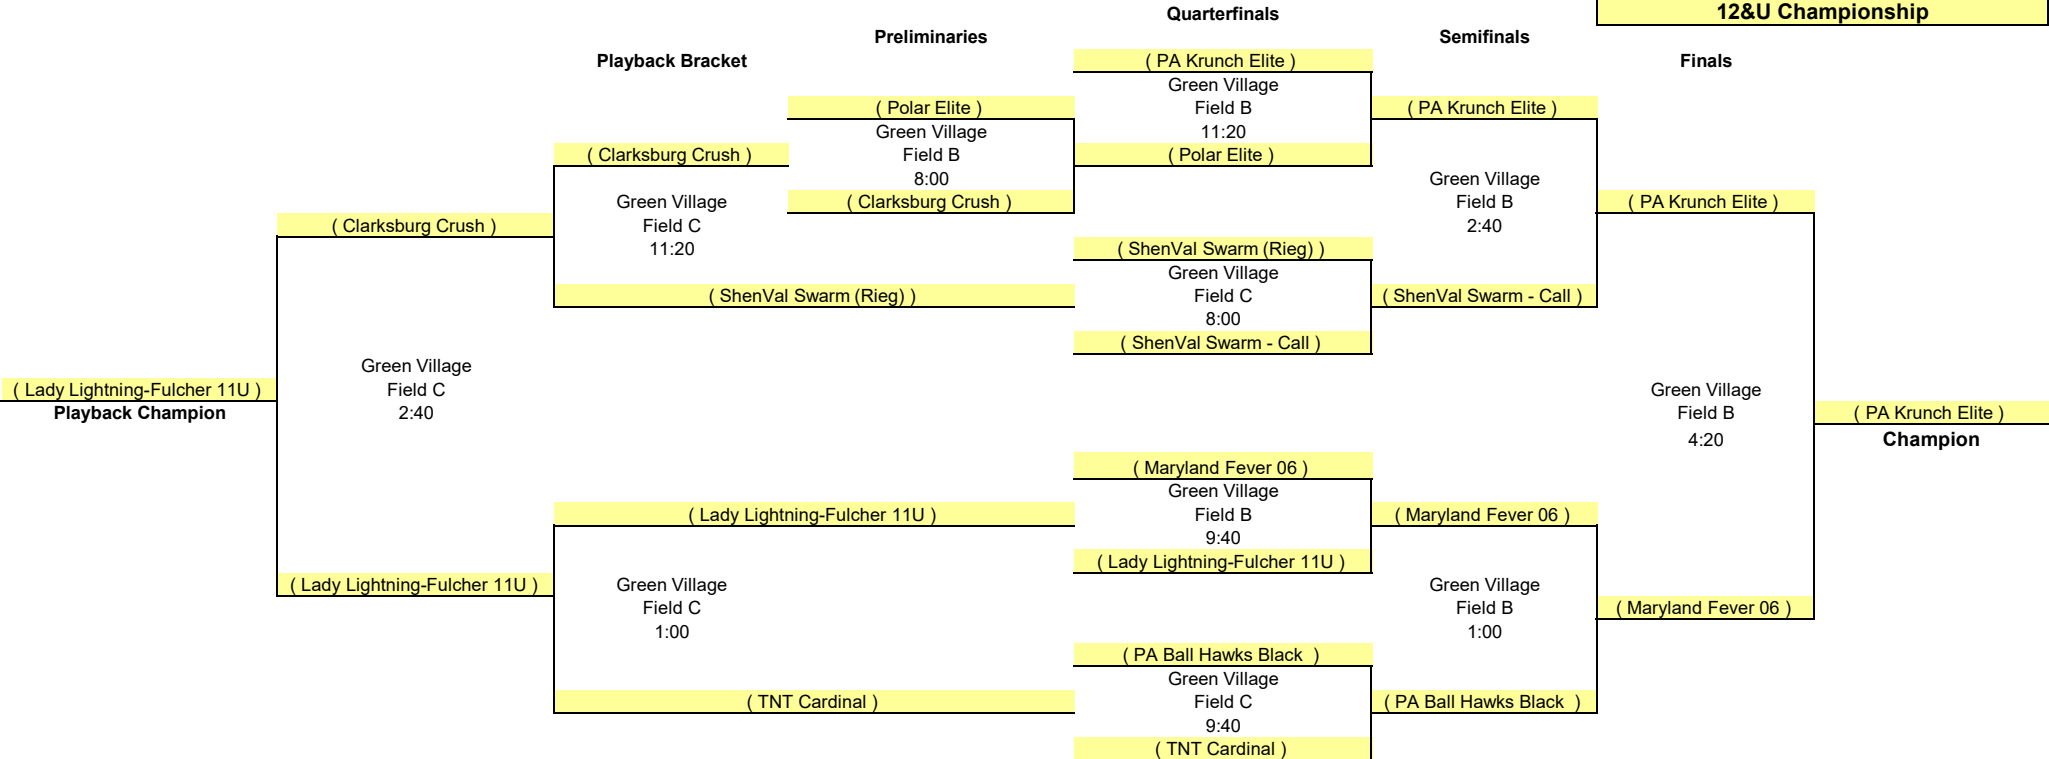 12&U Championship
Quarterfinals
Preliminaries
Semifinals
Playback Bracket
( PA Krunch Elite )
Finals
Green Village
( Polar Elite )
Field B
( PA Krunch Elite )
Green Village
11:20
( Clarksburg Crush )
Field B
( Polar Elite )
8:00
Green Village
Green Village
( Clarksburg Crush )
Field B
( PA Krunch Elite )
( Clarksburg Crush )
Field C
2:40
11:20
( ShenVal Swarm (Rieg) )
Green Village
( ShenVal Swarm (Rieg) )
Field C
( ShenVal Swarm - Call )
8:00
( ShenVal Swarm - Call )
Green Village
( Lady Lightning-Fulcher 11U )
Field C
Green Village
Playback Champion
2:40
Field B
( PA Krunch Elite )
4:20
Champion
( Maryland Fever 06 )
Green Village
( Lady Lightning-Fulcher 11U )
Field B
( Maryland Fever 06 )
9:40
( Lady Lightning-Fulcher 11U )
( Lady Lightning-Fulcher 11U )
Green Village
Green Village
Field C
Field B
( Maryland Fever 06 )
1:00
1:00
( PA Ball Hawks Black  )
Green Village
( TNT Cardinal )
Field C
( PA Ball Hawks Black  )
9:40
( TNT Cardinal )